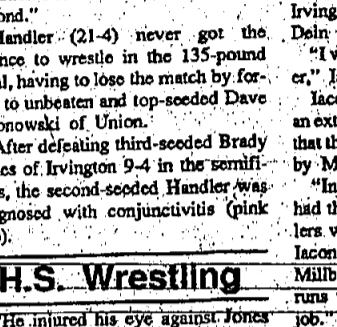 ond."
Handler (21-4) never got the
nce to wrestle in the 135-pound
al, having to lose the match by for-
to unbeaten and top-seeded Dave
onowski of Union.
After defeating third-seeded Brady
es of Irvington 9-4 in the semifi-
s, the second-seeded Handler was
gnosed with conjunctivitis (pink
).
H.S. Wrestling
"He injured his eye against Jones
Irving
Deln
"I w
er," I
Iaco
an ext
that th
by M
"In
had th
lers w
Iacon
Millb
runs
job."